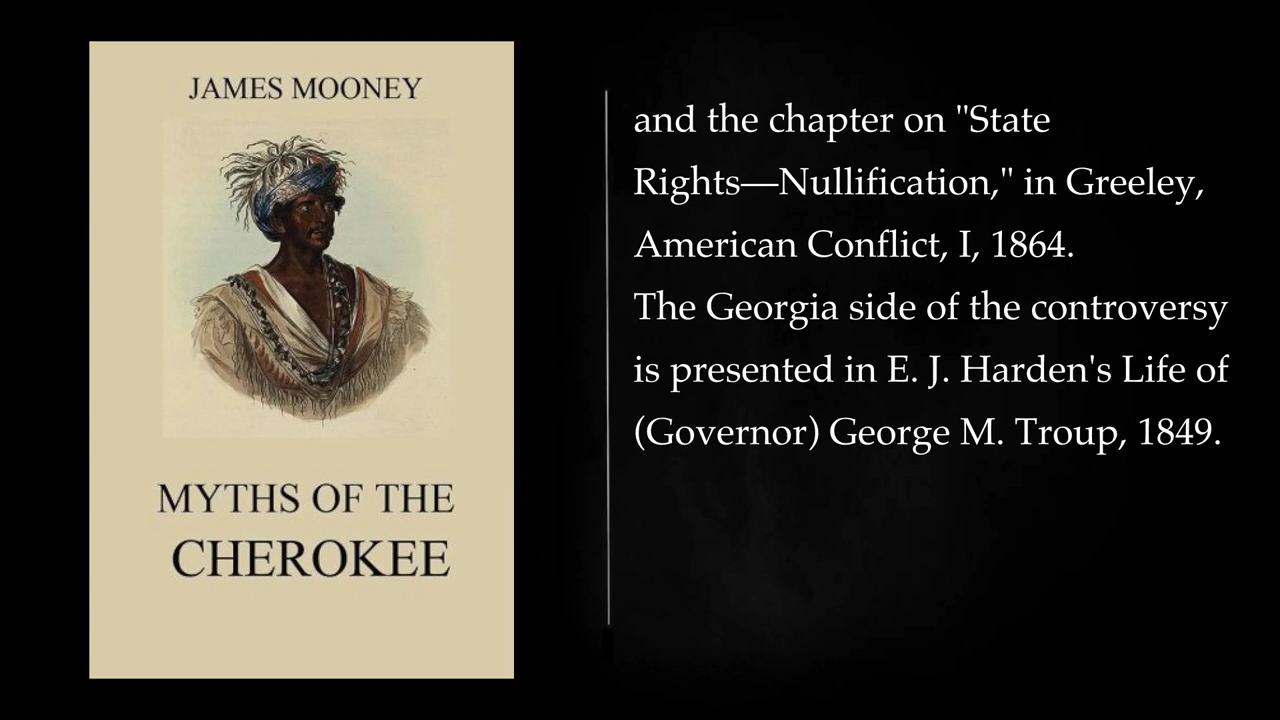 JAMES MOONEY
MYTHS OF THE
CHEROKEE
and the chapter on "State
Rights—Nullification," in Greeley,
American Conflict, I, 1864.
The Georgia side of the controversy
is presented in E. J. Harden's Life of
(Governor) George M. Troup, 1849.